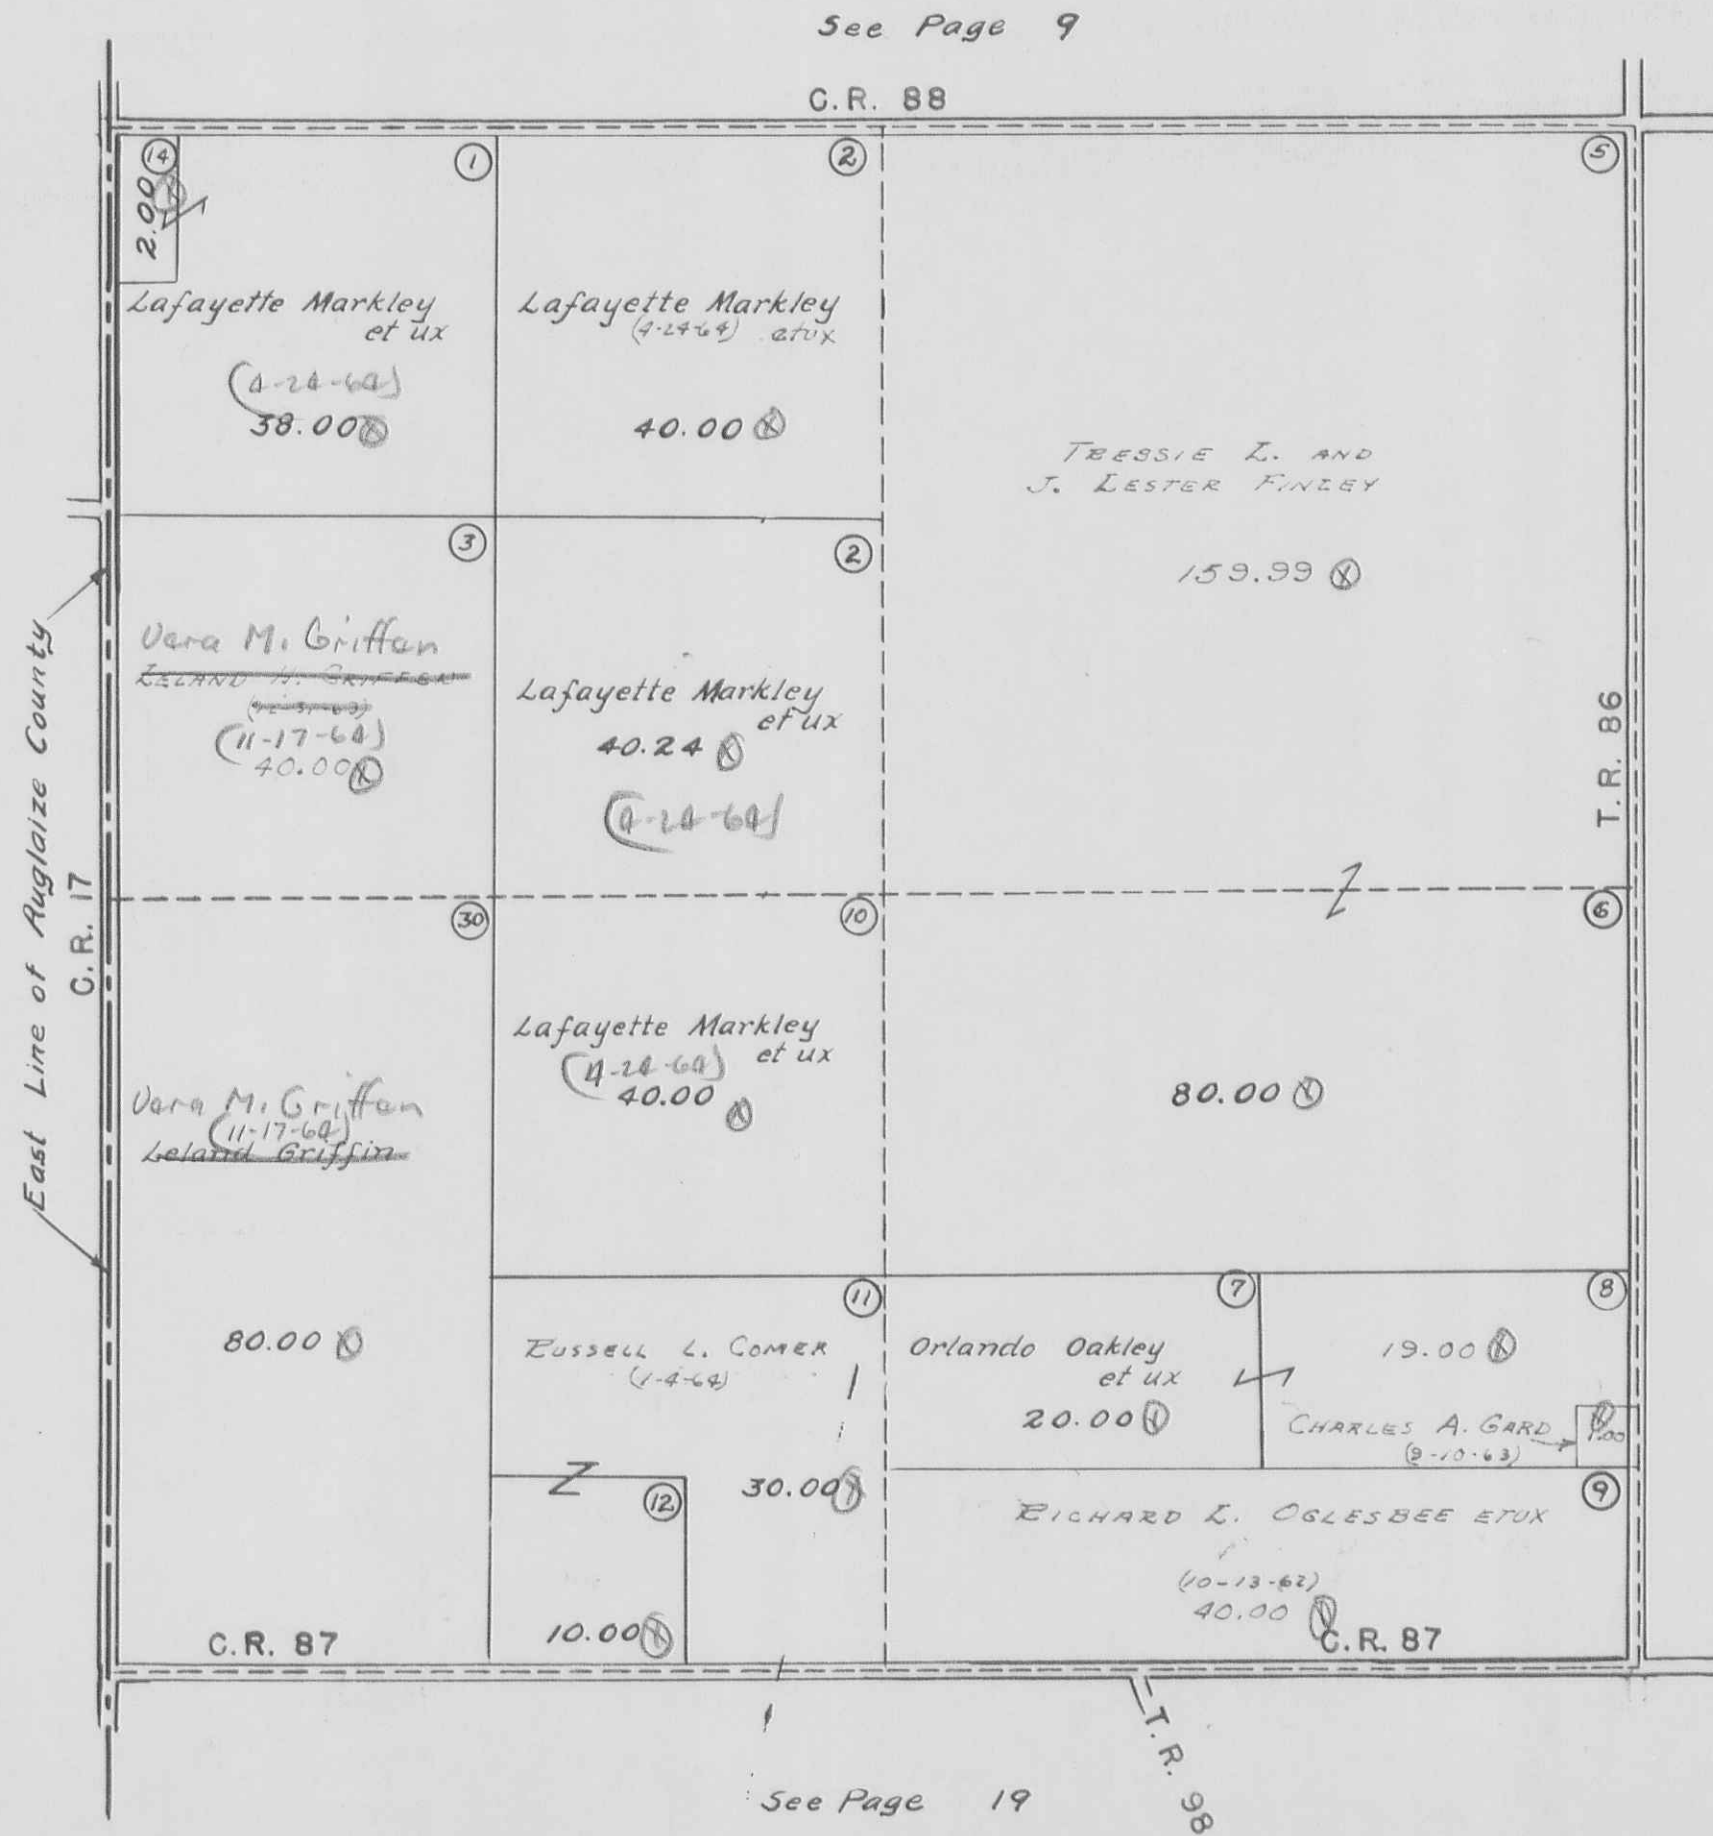 See Page 9
C.R. 88
14
2.00
1
Lafayette Markley
et ux
(4-24-64)
38.00
2
Lafayette Markley
(4-24-64) etux
40.00
5
TRESSIE L. AND
J. LESTER FINLEY
159.99
3
Vera M. Griffen
LELAND H. GRIFFEN
(11-17-64)
40.00
2
Lafayette Markley
et ux
40.24
(4-24-64)
T.R. 86
East Line of Auglaize County
C.R. 17
30
Vera M. Griffen
(11-17-64)
Leland Griffin
80.00
10
Lafayette Markley
et ux
(4-24-64)
40.00
6
80.00
11
RUSSELL L. COMER
(1-4-64)
30.00
12
10.00
7
Orlando Oakley
et ux
20.00
8
19.00
CHARLES A. GARD
(9-10-63)
1.00
9
RICHARD L. OGLESBEE ETUX
(10-13-62)
40.00
C.R. 87
C.R. 87
T.R. 98
See Page 19